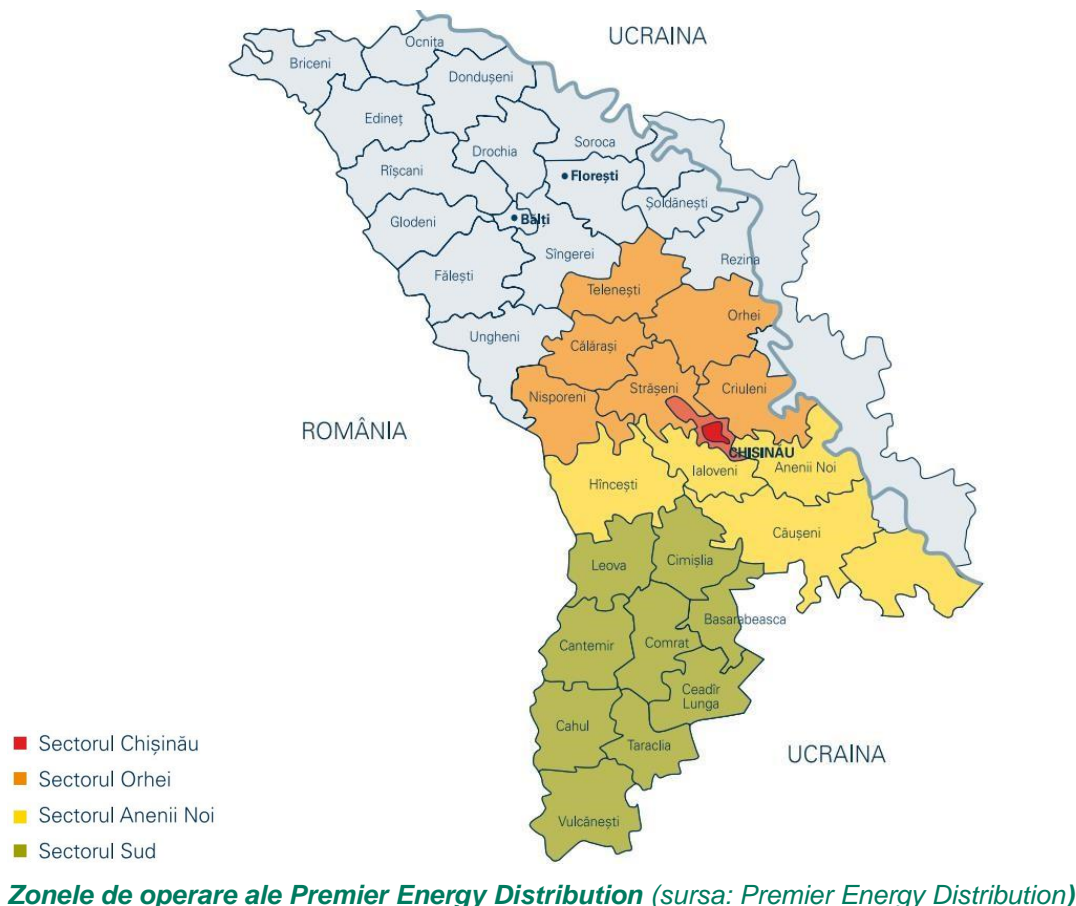 UCRAINA
Ocnița
Briceni
Dondușeni
Edineț
Soroca
Drochia
Rîșcani
Florești
Șoldănești
Glodeni
Bălți
Sîngerei
Rezina
Fălești
Telenești
Orhei
Ungheni
Călărași
Strășeni
Criuleni
Nisporeni
ROMÂNIA
CHIȘINĂU
Ialoveni
Anenii Noi
Hîncești
Căușeni
Leova
Cimișlia
Basarabeasca
Cantemir
Comrat
Ceadîr
Lunga
Cahul
Taraclia
UCRAINA
Vulcănești
Sectorul Chișinău
Sectorul Orhei
Sectorul Anenii Noi
Sectorul Sud
Zonele de operare ale Premier Energy Distribution (sursa: Premier Energy Distribution)